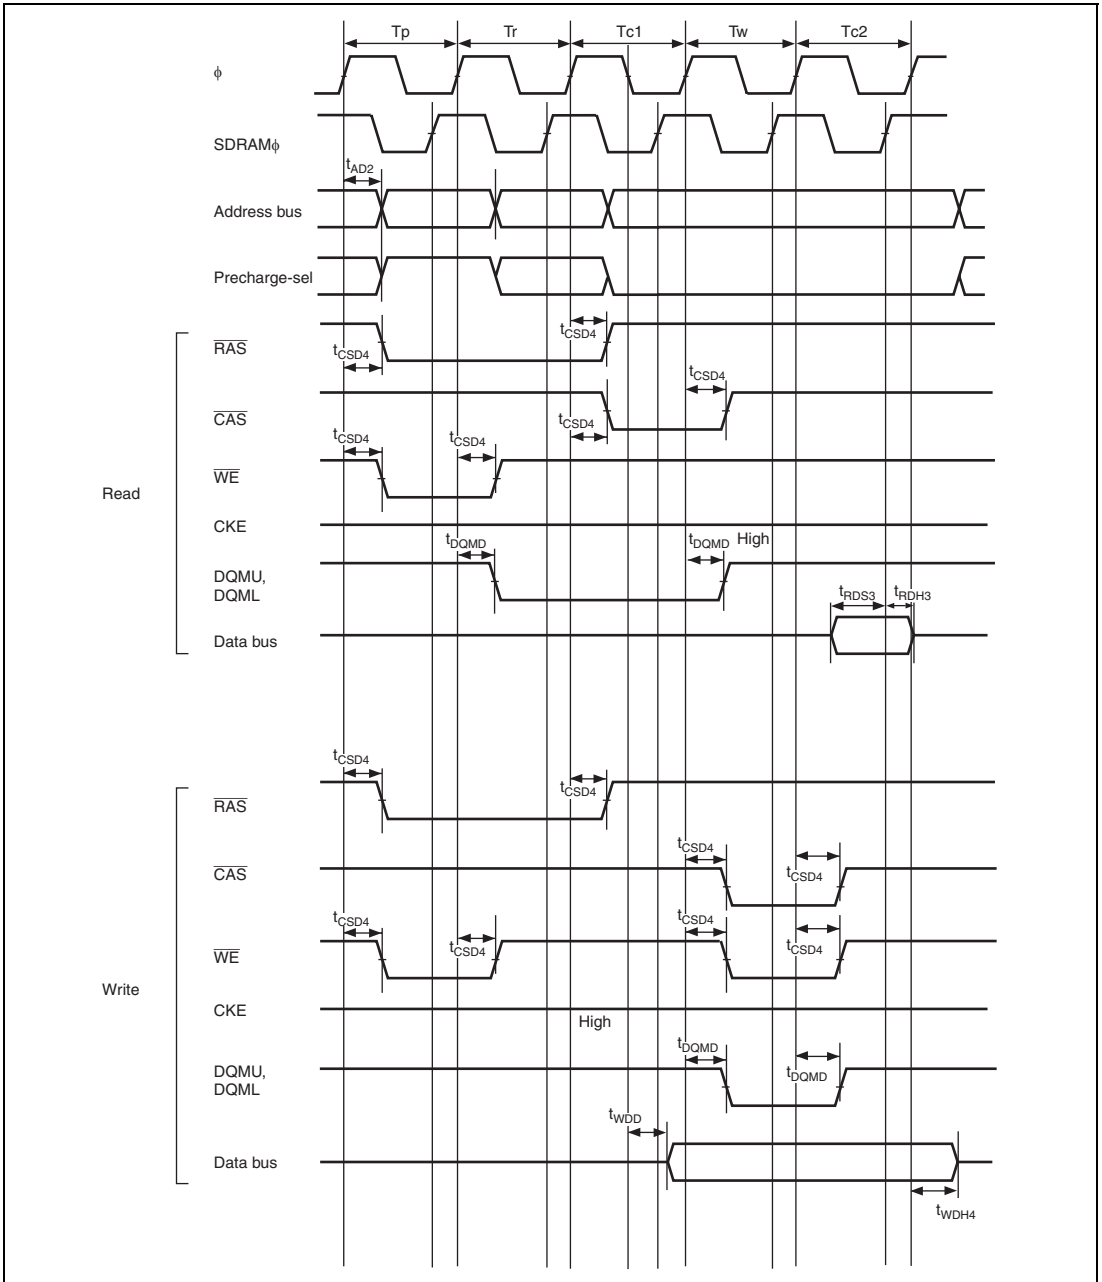 Tp Tr Tc1 Tw Tc2
ϕ
SDRAMϕ
tAD2
Address bus
Precharge-sel
tCSD4
RAS
tCSD4
tCSD4
CAS
tCSD4
tCSD4 tCSD4
WE
Read
CKE
tDQMD tDQMD High
DQMU,
DQML
tRDS3 tRDH3
Data bus
tCSD4
tCSD4
RAS
tCSD4
CAS
tCSD4
tCSD4 tCSD4
tCSD4 tCSD4
WE
Write
CKE
High
tDQMD
DQMU,
DQML
tDQMD
tWDD
Data bus
tWDH4